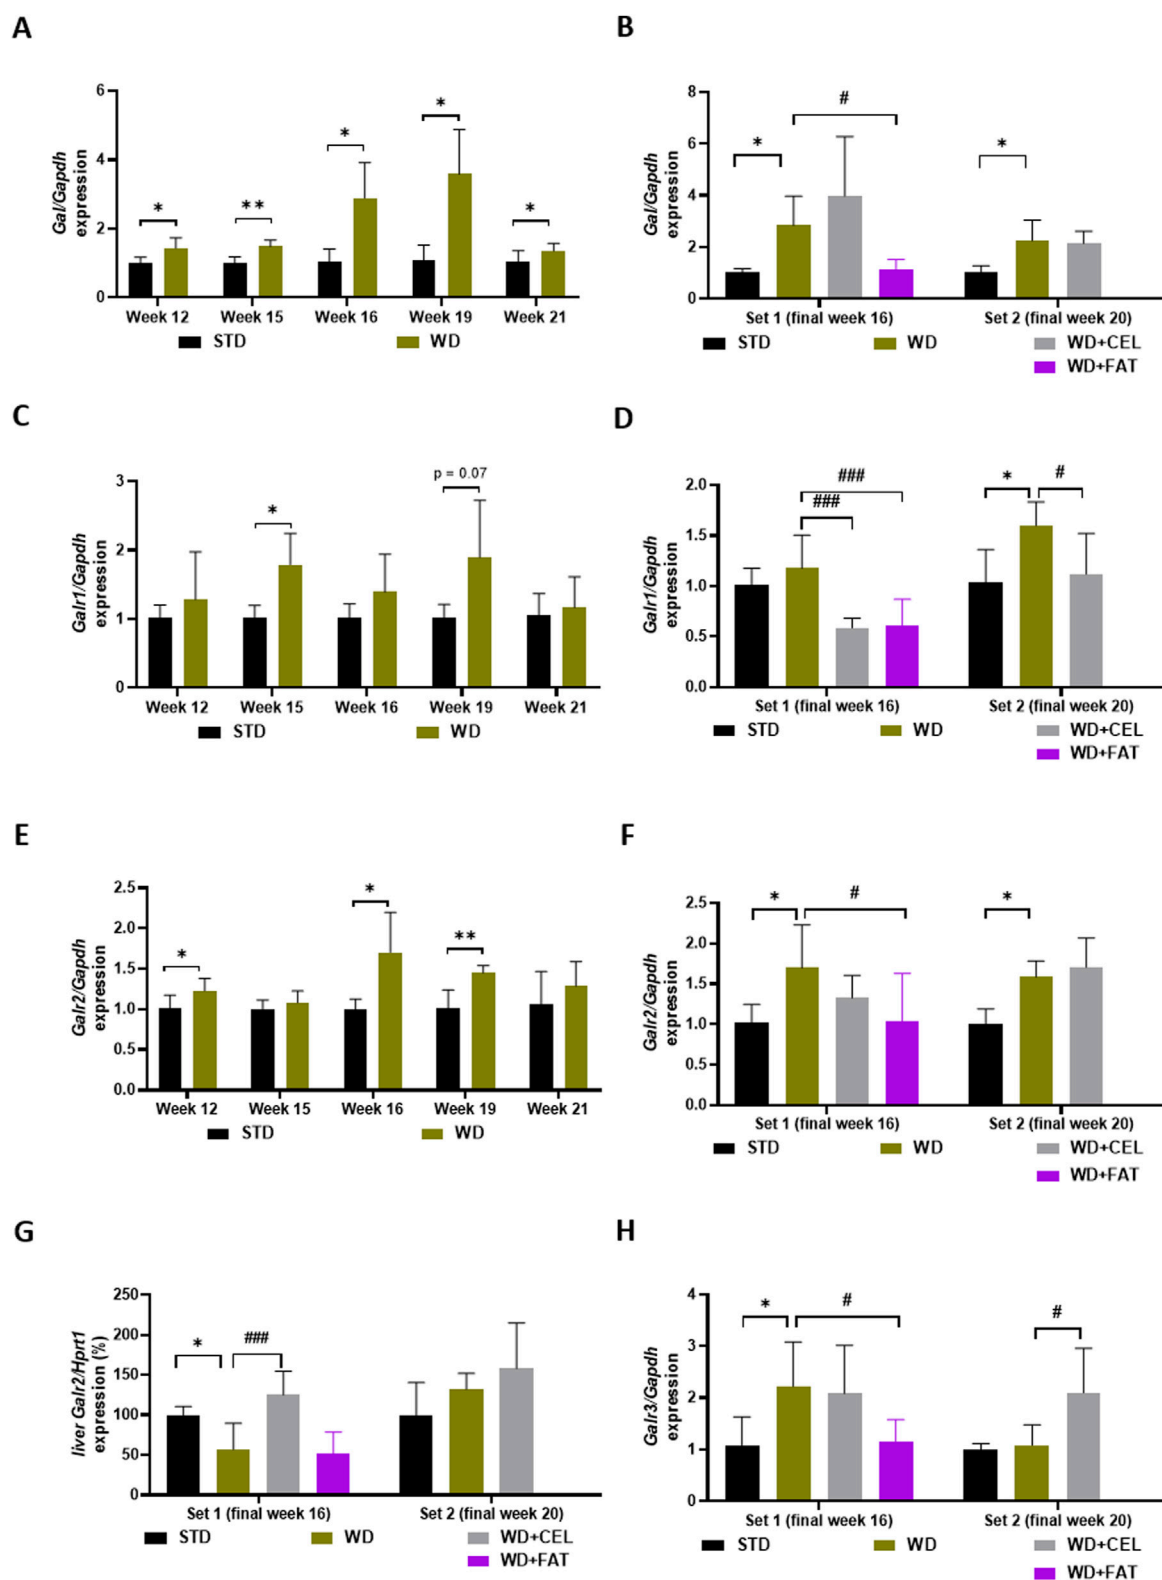 A
Gal/Gapdh
expression
6
4
2
0
*
**
*
*
*
Week 12 Week 15 Week 16 Week 19 Week 21
STD WD
B
Gal/Gapdh
expression
8
6
4
2
0
*
#
*
Set 1 (final week 16) Set 2 (final week 20)
STD WD WD+CEL
WD+FAT
C
Galr1/Gapdh
expression
3
2
1
0
*
p = 0.07
Week 12 Week 15 Week 16 Week 19 Week 21
STD WD
D
Galr1/Gapdh
expression
2.0
1.5
1.0
0.5
0.0
###
###
*
#
Set 1 (final week 16) Set 2 (final week 20)
STD WD WD+CEL
WD+FAT
E
Galr2/Gapdh
expression
2.5
2.0
1.5
1.0
0.5
0.0
*
*
**
Week 12 Week 15 Week 16 Week 19 Week 21
STD WD
F
Galr2/Gapdh
expression
2.5
2.0
1.5
1.0
0.5
0.0
*
#
*
Set 1 (final week 16) Set 2 (final week 20)
STD WD WD+CEL
WD+FAT
G
liver Galr2/Hprt1
expression (%)
250
200
150
100
50
0
*
###
Set 1 (final week 16) Set 2 (final week 20)
STD WD WD+CEL
WD+FAT
H
Galr3/Gapdh
expression
4
3
2
1
0
*
#
#
Set 1 (final week 16) Set 2 (final week 20)
STD WD WD+CEL
WD+FAT